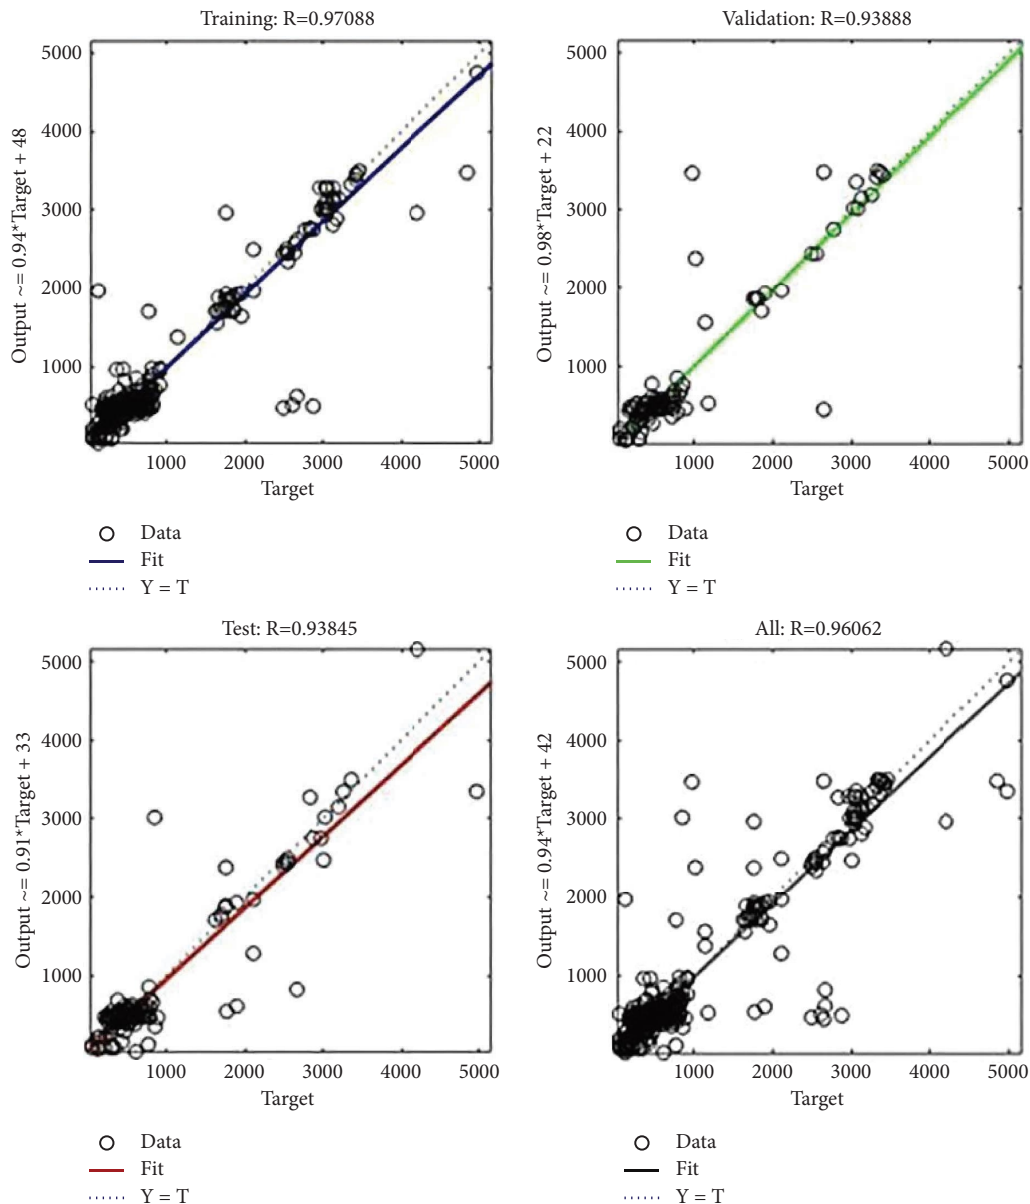 Training: R=0.97088
Output ~= 0.94*Target + 48
5000
4000
3000
2000
1000
1000 2000 3000 4000 5000
Target
Data
Fit
Y = T
Validation: R=0.93888
Output ~= 0.98*Target + 22
5000
4000
3000
2000
1000
1000 2000 3000 4000 5000
Target
Data
Fit
Y = T
Test: R=0.93845
Output ~= 0.91*Target + 33
5000
4000
3000
2000
1000
1000 2000 3000 4000 5000
Target
Data
Fit
Y = T
All: R=0.96062
Output ~= 0.94*Target + 42
5000
4000
3000
2000
1000
1000 2000 3000 4000 5000
Target
Data
Fit
Y = T